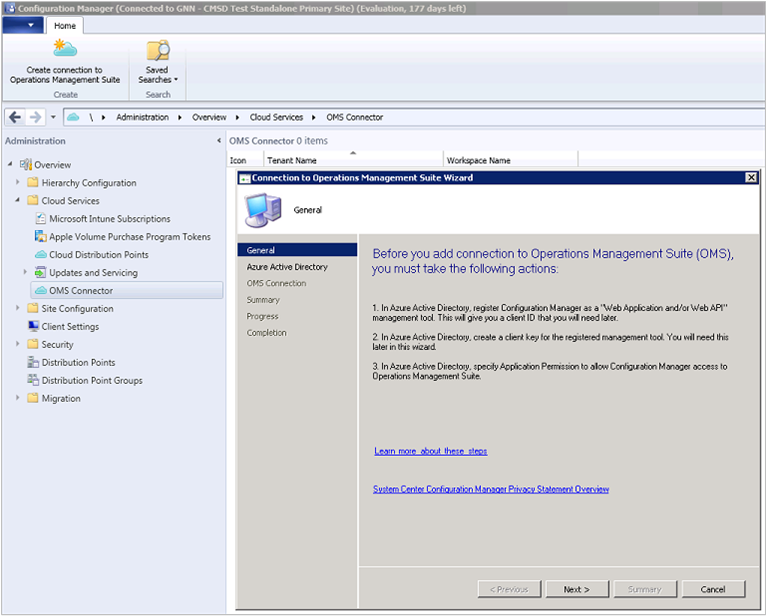 Configuration Manager (Connected to GNN - CMSD Test Standalone Primary Site) (Evaluation, 177 days left)
Home
Create connection to
Operations Management Suite
Saved
Searches
Create
Search
\ Administration Overview Cloud Services OMS Connector
Administration
Overview
Hierarchy Configuration
Cloud Services
Microsoft Intune Subscriptions
Apple Volume Purchase Program Tokens
Cloud Distribution Points
Updates and Servicing
OMS Connector
Site Configuration
Client Settings
Security
Distribution Points
Distribution Point Groups
Migration
OMS Connector 0 items
Icon Tenant Name Workspace Name
Connection to Operations Management Suite Wizard
General
General
Azure Active Directory
OMS Connection
Summary
Progress
Completion
Before you add connection to Operations Management Suite (OMS),
you must take the following actions:
1. In Azure Active Directory, register Configuration Manager as a "Web Application and/or Web API"
management tool. This will give you a client ID that you will need later.
2. In Azure Active Directory, create a client key for the registered management tool. You will need this
later in this wizard.
3. In Azure Active Directory, specify Application Permission to allow Configuration Manager access to
Operations Management Suite.
Learn more about these steps
System Center Configuration Manager Privacy Statement Overview
< Previous Next > Summary Cancel